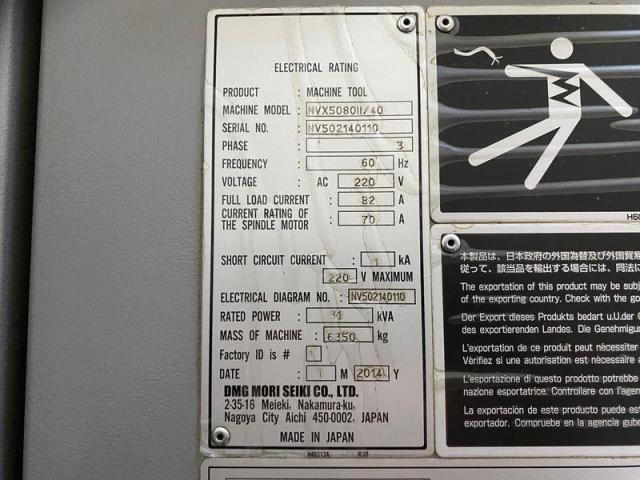 ELECTRICAL RATING
PRODUCT : MACHINE TOOL
MACHINE MODEL : NVX5080II/40
SERIAL NO. : NV502140110
PHASE : 3
FREQUENCY : 60 Hz
VOLTAGE : AC 220 V
FULL LOAD CURRENT : 82 A
CURRENT RATING OF
THE SPINDLE MOTOR : 70 A
SHORT CIRCUIT CURRENT : 1 kA
220 V MAXIMUM
ELECTRICAL DIAGRAM NO. : NV502140110
RATED POWER : 31 kVA
MASS OF MACHINE : 6350 kg
Factory ID is # 1
DATE : 1 M 2014 Y
DMG MORI SEIKI CO., LTD.
2-35-16 Meieki, Nakamura-ku,
Nagoya City Aichi 450-0002, JAPAN
MADE IN JAPAN
H60
本製品は、日本政府の外国為替及び外国貿易
従って、該当品を輸出する場合には、同法に
The exportation of this product may be subj
of the exporting country. Check with the go
Der Export dieses Produkts bedarf u.U.der G
des exportierenden Landes. Die Genehmigun
L'exportation de ce produit peut nécessiter
Vérifiez si une autorisation est nécessaire a
L'esportazione di questo prodotto potrebbe
nazione esportatrice. Controllare con l'agen
La exportación de este producto puede es
exportador. Compruebe en la agencia gube